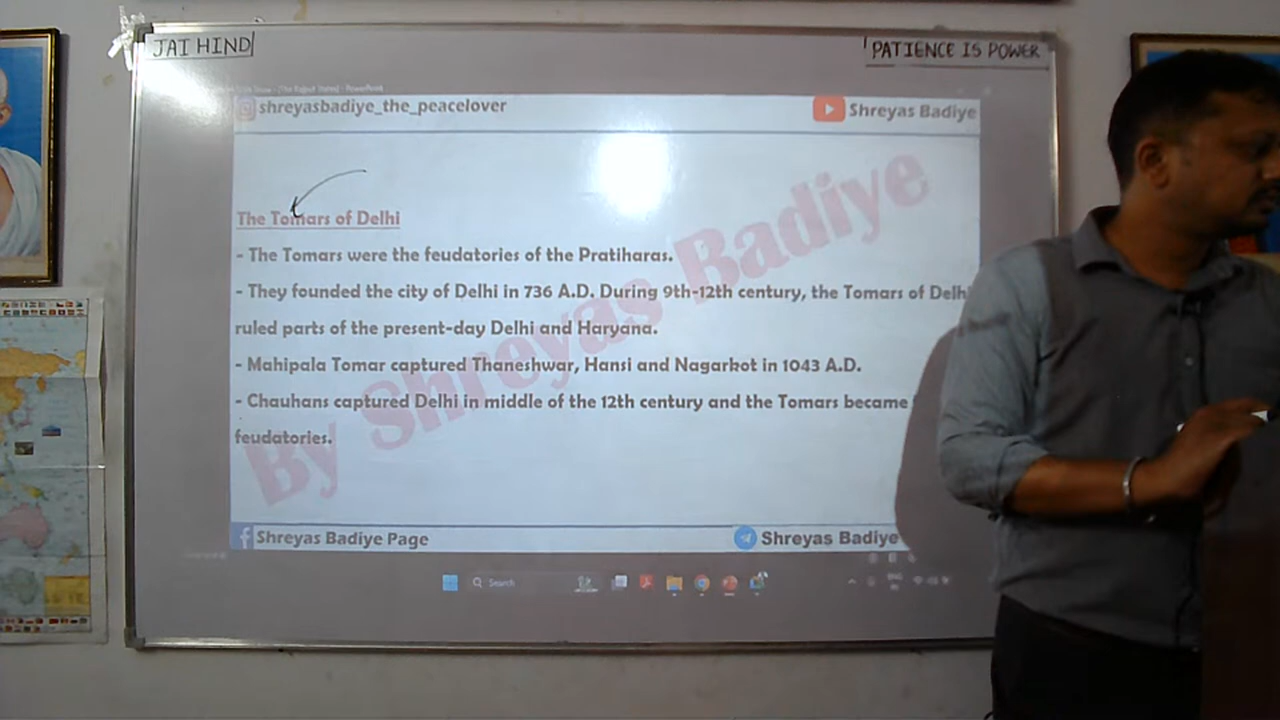 JAI HIND
PATIENCE IS POWER
shreyasbadiye_the_peacelover
Shreyas Badiye
The Tomars of Delhi
- The Tomars were the feudatories of the Pratiharas.
- They founded the city of Delhi in 736 A.D. During 9th-12th century, the Tomars of Delhi
ruled parts of the present-day Delhi and Haryana.
- Mahipala Tomar captured Thaneshwar, Hansi and Nagarkot in 1043 A.D.
- Chauhans captured Delhi in middle of the 12th century and the Tomars became
feudatories.
By Shreyas Badiye
Shreyas Badiye Page
Shreyas Badiye
Search